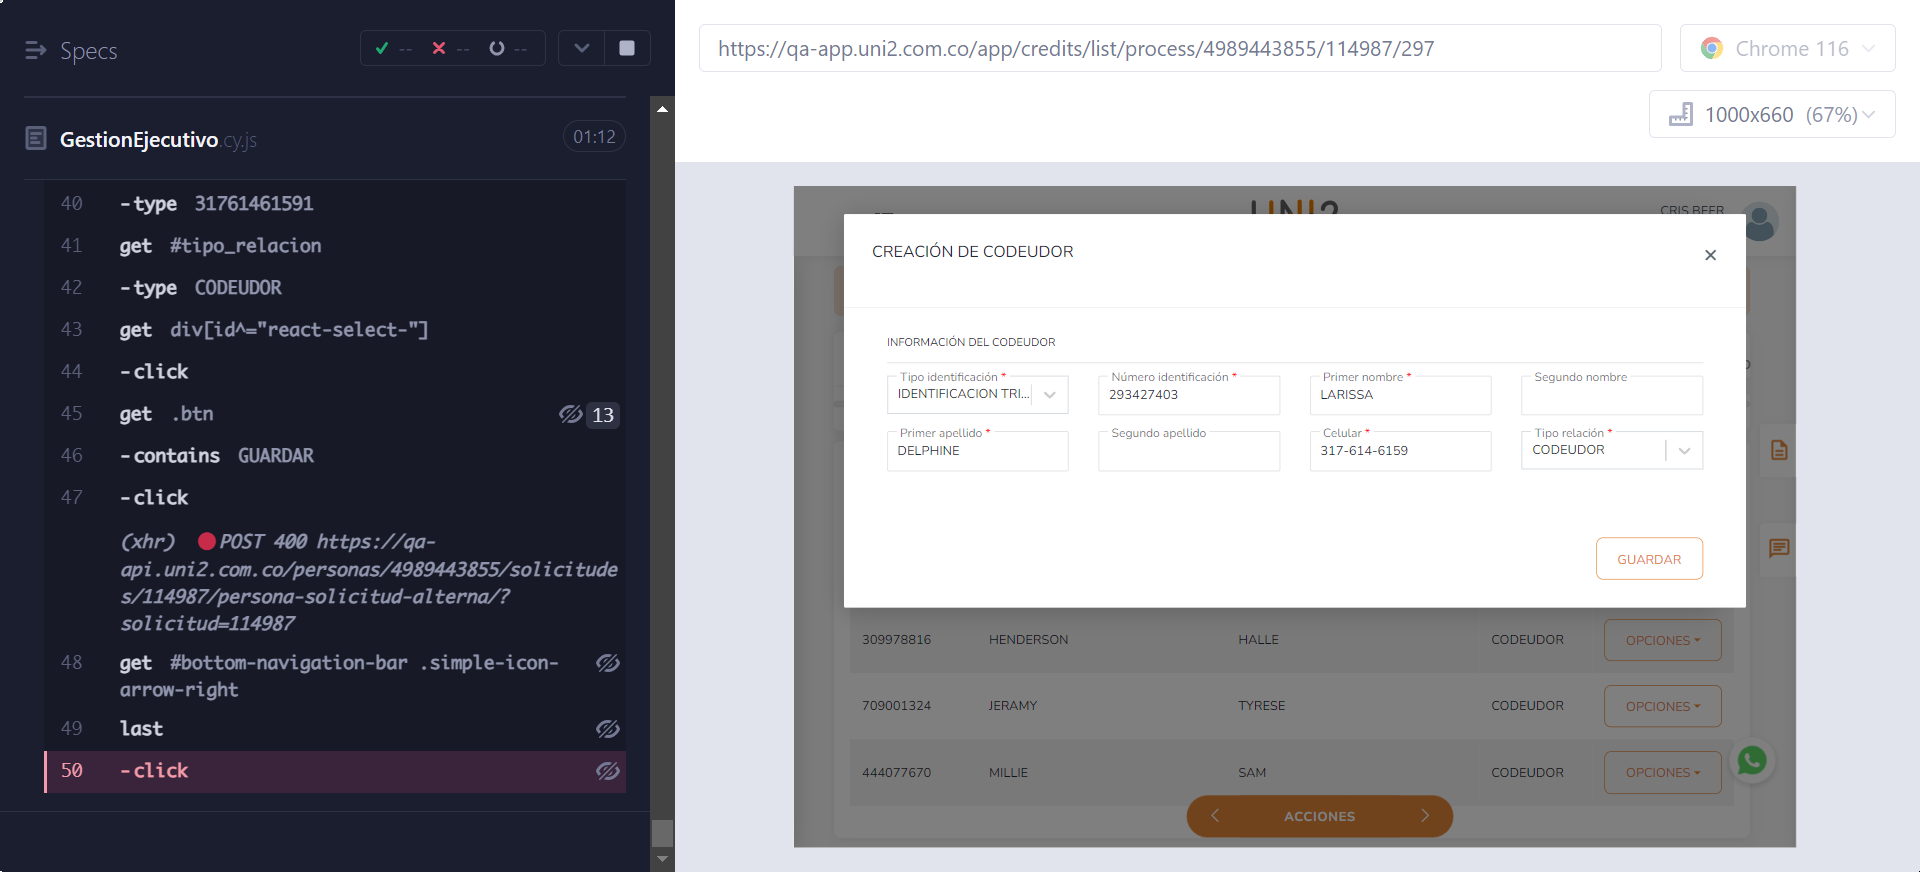 Specs
-- -- --
GestionEjecutivo.cy.js
01:12
40 -type 31761461591
41 get #tipo_relacion
42 -type CODEUDOR
43 get div[id^="react-select-"]
44 -click
45 get .btn 13
46 -contains GUARDAR
47 -click
(xhr) POST 400 https://qa-
api.uni2.com.co/personas/4989443855/solicitude
s/114987/persona-solicitud-alterna/?
solicitud=114987
48 get #bottom-navigation-bar .simple-icon-
arrow-right
49 last
50 -click
https://qa-app.uni2.com.co/app/credits/list/process/4989443855/114987/297
Chrome 116
1000x660 (67%)
UNI2
CRIS BEER
CREACIÓN DE CODEUDOR
×
INFORMACIÓN DEL CODEUDOR
Tipo identificación * Número identificación * Primer nombre * Segundo nombre
IDENTIFICACION TRI... 293427403 LARISSA
Primer apellido * Segundo apellido Celular * Tipo relación *
DELPHINE 317-614-6159 CODEUDOR
GUARDAR
309978816 HENDERSON HALLE CODEUDOR OPCIONES
709001324 JERAMY TYRESE CODEUDOR OPCIONES
444077670 MILLIE SAM CODEUDOR OPCIONES
ACCIONES